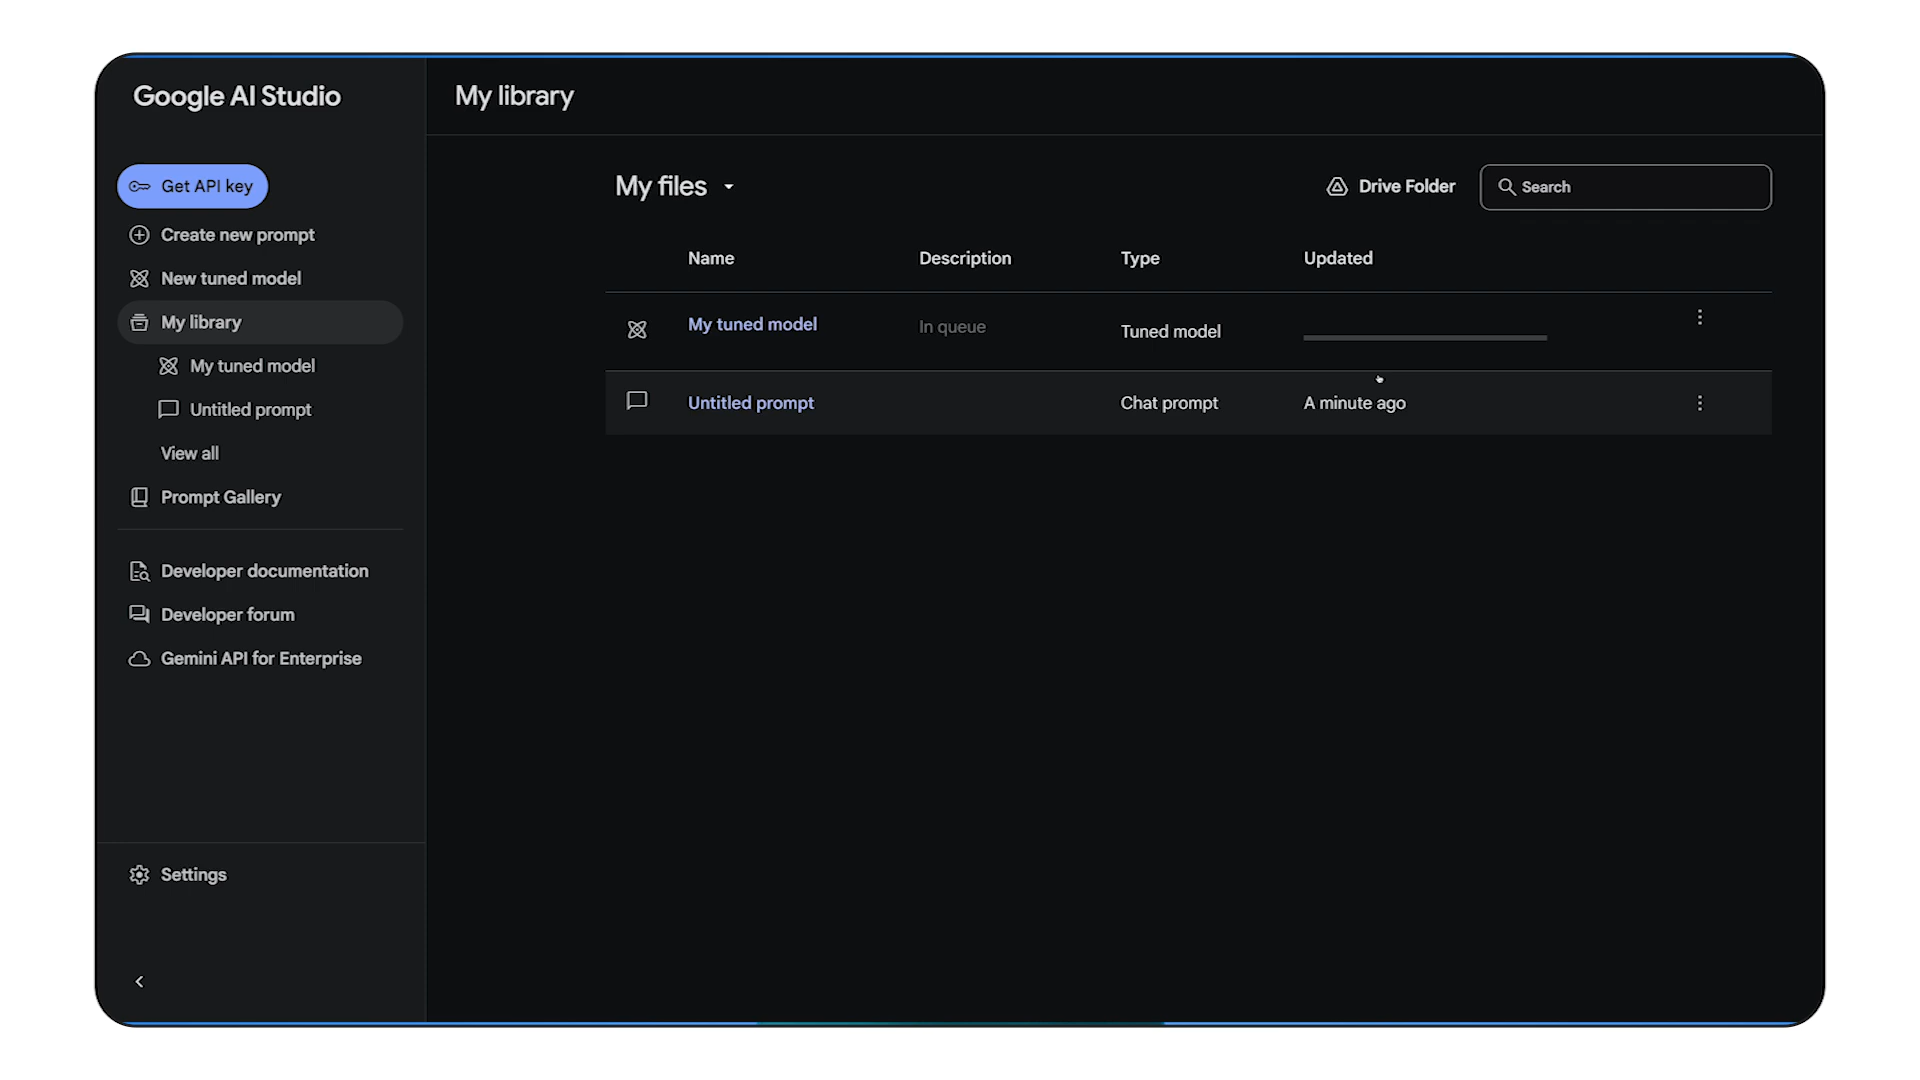 Google AI Studio
My library
Get API key
Create new prompt
New tuned model
My library
My tuned model
Untitled prompt
View all
Prompt Gallery
Developer documentation
Developer forum
Gemini API for Enterprise
Settings
My files
Drive Folder
Search
Name Description Type Updated
My tuned model In queue Tuned model
Untitled prompt Chat prompt A minute ago